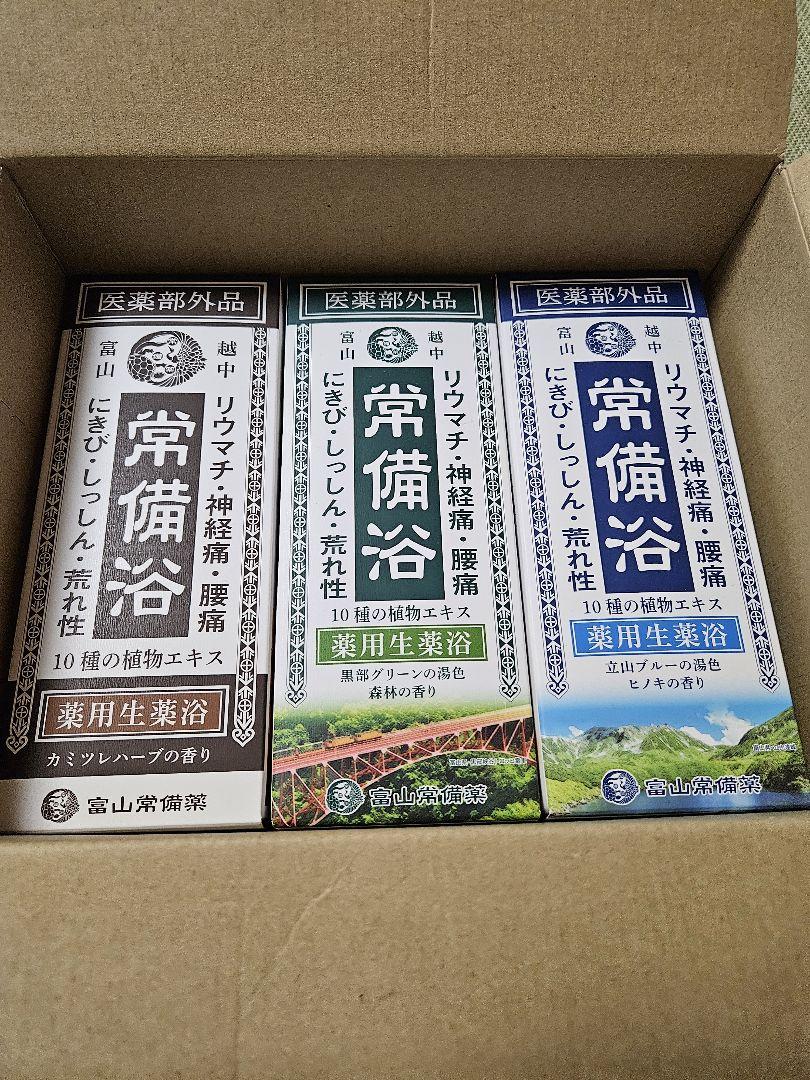 医薬部外品
越中
富山
リウマチ・神経痛・腰痛
常備浴
にきび・しっしん・荒れ性
10種の植物エキス
薬用生薬浴
カミツレハーブの香り
富山常備薬
医薬部外品
越中
富山
リウマチ・神経痛・腰痛
常備浴
にきび・しっしん・荒れ性
10種の植物エキス
薬用生薬浴
黒部グリーンの湯色
森林の香り
富山常備薬
医薬部外品
越中
富山
リウマチ・神経痛・腰痛
常備浴
にきび・しっしん・荒れ性
10種の植物エキス
薬用生薬浴
立山ブルーの湯色
ヒノキの香り
富山常備薬